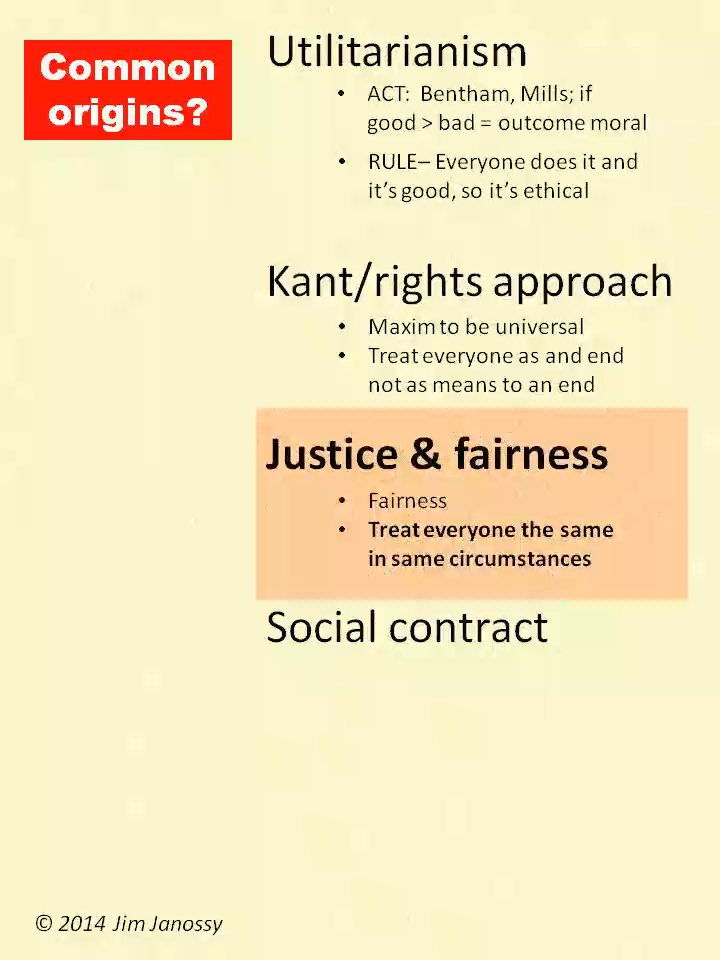 Common
origins?
Utilitarianism
• ACT: Bentham, Mills; if
good > bad = outcome moral
• RULE– Everyone does it and
it’s good, so it’s ethical
Kant/rights approach
• Maxim to be universal
• Treat everyone as and end
not as means to an end
Justice & fairness
• Fairness
• Treat everyone the same
in same circumstances
Social contract
© 2014 Jim Janossy